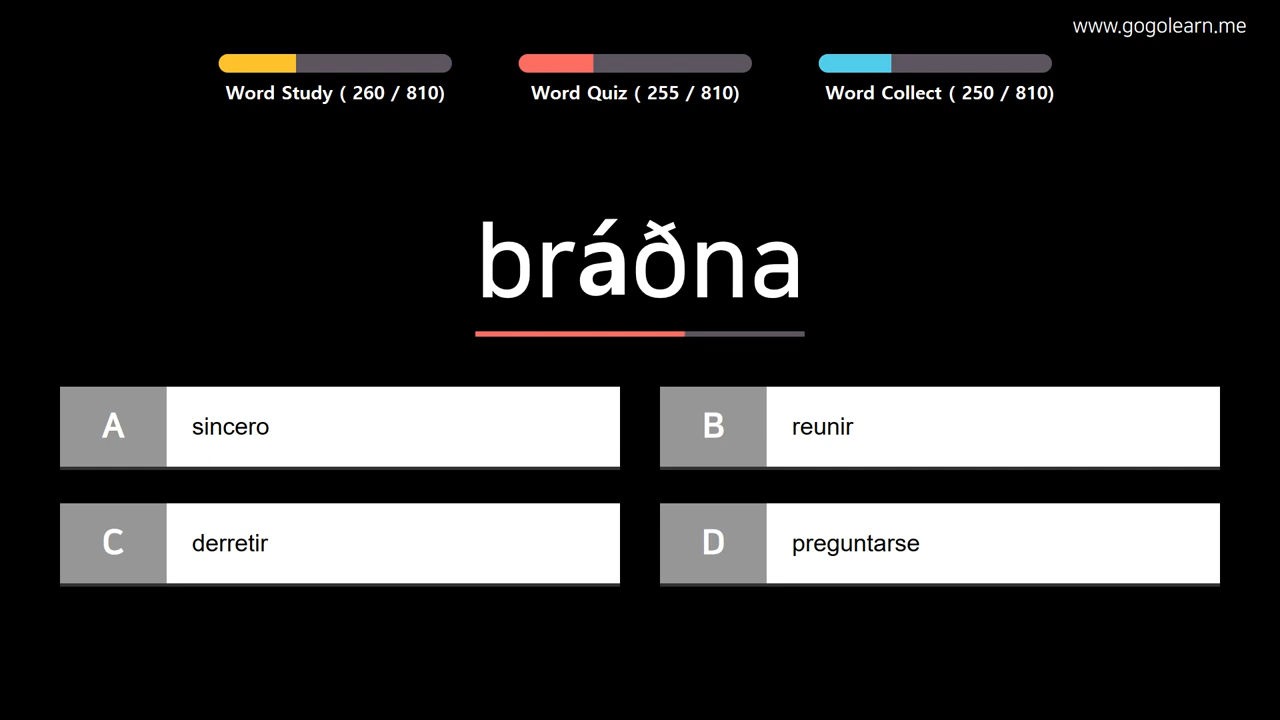 www.gogolearn.me
Word Study ( 260 / 810)
Word Quiz ( 255 / 810)
Word Collect ( 250 / 810)
bráðna
A sincero
B reunir
C derretir
D preguntarse